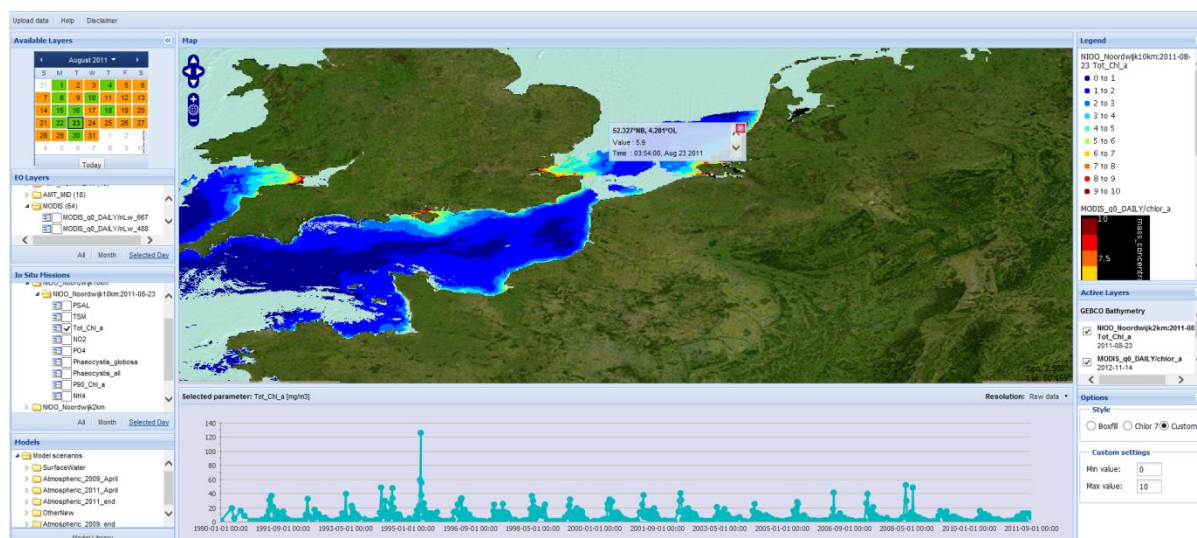 Upload data Help Disclaimer
Available Layers
August 2011
S M T W T F S
31 1 2 3 4 5 6
7 8 9 10 11 12 13
14 15 16 17 18 19 20
21 22 23 24 25 26 27
28 29 30 31 1 2
4 5 6 7 8 9 10
Today
EO Layers
AMT_MID (18)
MODIS (64)
MODIS_q0_DAILY/nLw_667
MODIS_q0_DAILY/nLw_488
All Month Selected Day
In Situ Missions
NIOO_Noordwijk10km
NIOO_Noordwijk10km:2011-08-23
PSAL
TSM
Tot_Chl_a
NO2
PO4
Phaeocystis_globosa
Phaeocystis_all
P90_Chl_a
NH4
NIOO_Noordwijk2km
All Month Selected Day
Models
Model scenarios
SurfaceWater
Atmospheric_2009_April
Atmospheric_2011_April
Atmospheric_2011_end
OtherNew
Atmospheric_2009_end
Model Library
Map
52.327°NB, 4.281°OL
Value : 5.9
Time : 03:54:00, Aug 23 2011
Selected parameter: Tot_Chl_a [mg/m3]
Resolution: Raw data
140
120
100
80
60
40
20
0
1990-01-01 00:00 1991-09-01 00:00 1993-05-01 00:00 1995-01-01 00:00 1996-09-01 00:00 1998-05-01 00:00 2000-01-01 00:00 2001-09-01 00:00 2003-05-01 00:00 2005-01-01 00:00 2006-09-01 00:00 2008-05-01 00:00 2010-01-01 00:00 2011-09-01 00:00
Legend
NIOO_Noordwijk10km:2011-08-
23 Tot_Chl_a
0 to 1
1 to 2
2 to 3
3 to 4
4 to 5
5 to 6
6 to 7
7 to 8
8 to 9
9 to 10
MODIS_q0_DAILY/chlor_a
10
7.5
mass_concentr
Active Layers
GEBCO Bathymetry
NIOO_Noordwijk2km:2011-08
Tot_Chl_a
2011-08-23
MODIS_q0_DAILY/chlor_a
2012-11-14
Options
Style
Boxfill Chlor 7 Custom
Custom settings
Min value: 0
Max value: 10